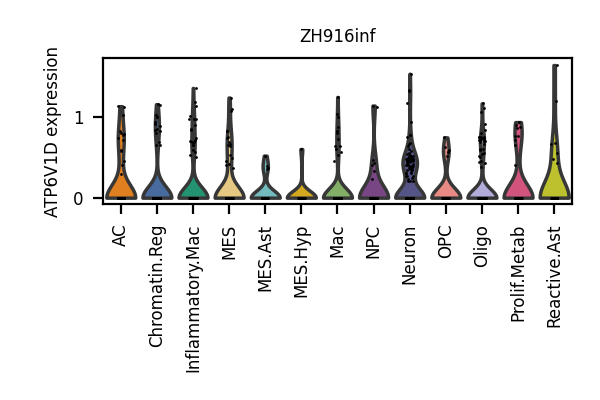 ZH916inf
ATP6V1D expression
1
0
AC
Chromatin.Reg
Inflammatory.Mac
MES
MES.Ast
MES.Hyp
Mac
NPC
Neuron
OPC
Oligo
Prolif.Metab
Reactive.Ast